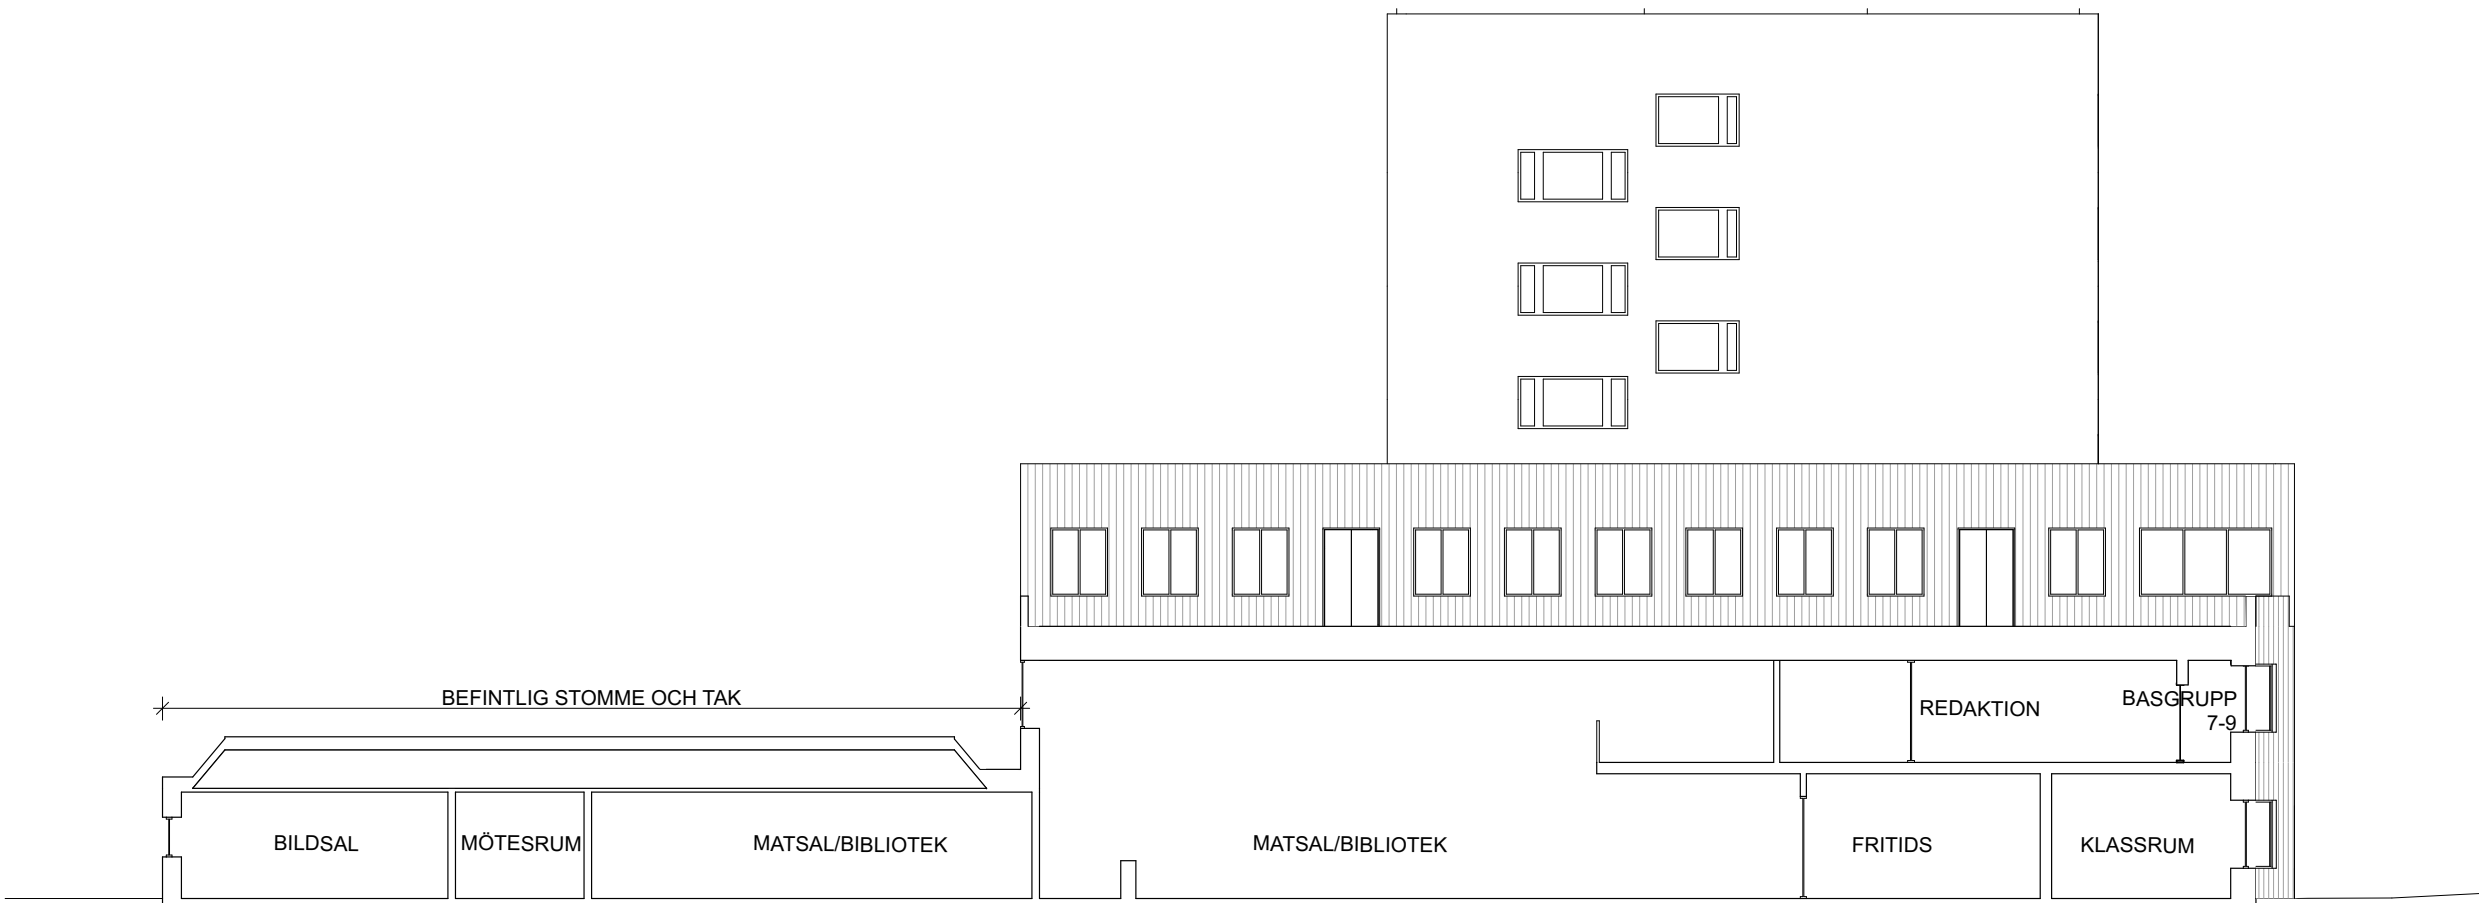 BEFINTLIG STOMME OCH TAK
REDAKTION
BASGRUPP
7-9
BILDSAL
MÖTESRUM
MATSAL/BIBLIOTEK
MATSAL/BIBLIOTEK
FRITIDS
KLASSRUM